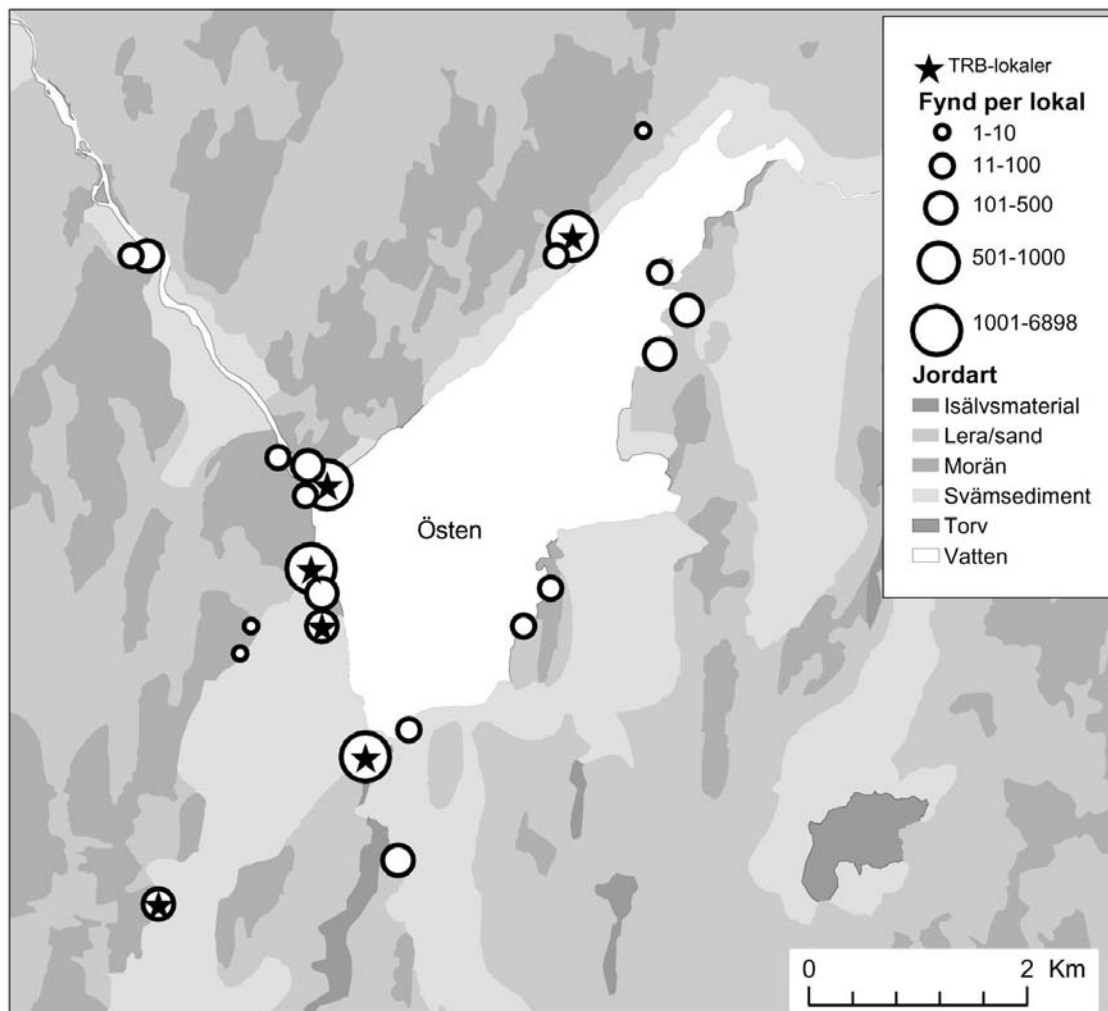 TRB-lokaler
Fynd per lokal
1-10
11-100
101-500
501-1000
1001-6898
Jordart
Isälvsmaterial
Lera/sand
Morän
Svämsediment
Torv
Vatten
Östen
0 2 Km